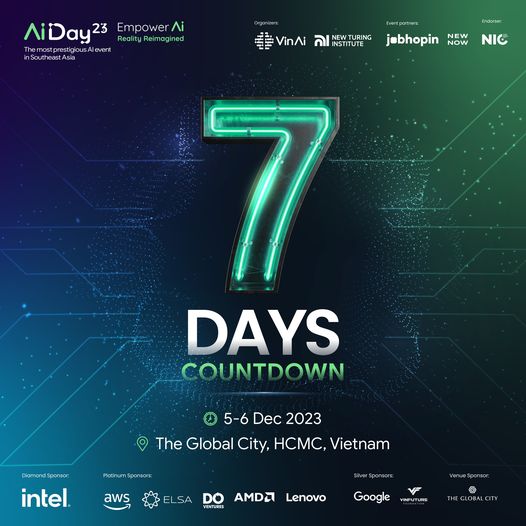 AiDay23
The most prestigious AI event
in Southeast Asia
Empower Ai
Reality Reimagined
Organizers:
VinAi
NEW TURING
INSTITUTE
Event partners:
jobhopin
NEW
NOW
Endorser:
NIC
7
DAYS
COUNTDOWN
5-6 Dec 2023
The Global City, HCMC, Vietnam
Diamond Sponsor:
intel.
Platinum Sponsors:
aws
ELSA
DO
VENTURES
AMD
Lenovo
Silver Sponsors:
Google
VINFUTURE
FOUNDATION
Venue Sponsor:
THE GLOBAL CITY